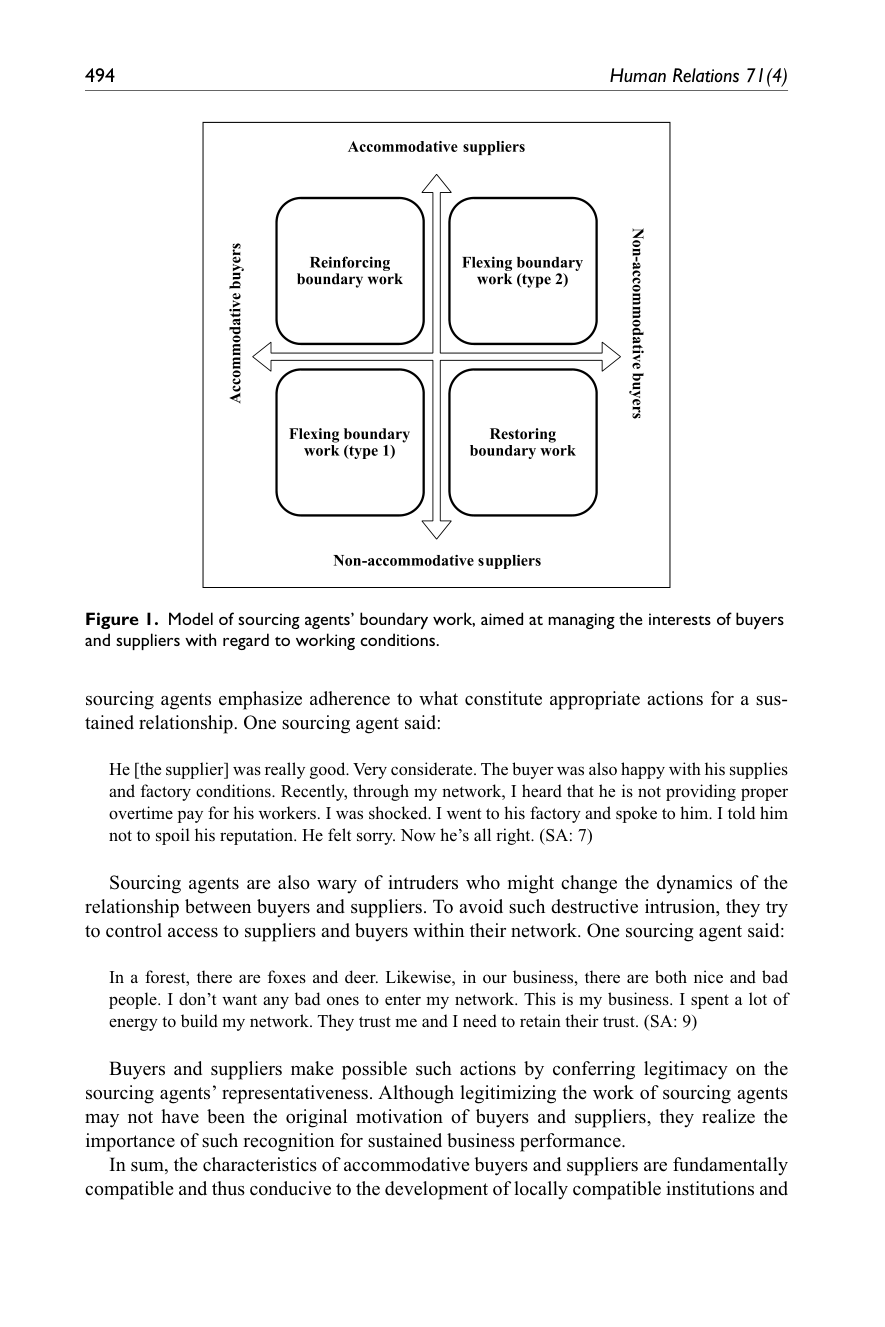 494
Human Relations 71(4)
Accommodative suppliers
Accommodative buyers
Non-accommodative buyers
Reinforcing
boundary work
Flexing boundary
work (type 2)
Flexing boundary
work (type 1)
Restoring
boundary work
Non-accommodative suppliers
Figure 1. Model of sourcing agents’ boundary work, aimed at managing the interests of buyers
and suppliers with regard to working conditions.
sourcing agents emphasize adherence to what constitute appropriate actions for a sus-
tained relationship. One sourcing agent said:
He [the supplier] was really good. Very considerate. The buyer was also happy with his supplies
and factory conditions. Recently, through my network, I heard that he is not providing proper
overtime pay for his workers. I was shocked. I went to his factory and spoke to him. I told him
not to spoil his reputation. He felt sorry. Now he’s all right. (SA: 7)
Sourcing agents are also wary of intruders who might change the dynamics of the
relationship between buyers and suppliers. To avoid such destructive intrusion, they try
to control access to suppliers and buyers within their network. One sourcing agent said:
In a forest, there are foxes and deer. Likewise, in our business, there are both nice and bad
people. I don’t want any bad ones to enter my network. This is my business. I spent a lot of
energy to build my network. They trust me and I need to retain their trust. (SA: 9)
Buyers and suppliers make possible such actions by conferring legitimacy on the
sourcing agents’ representativeness. Although legitimizing the work of sourcing agents
may not have been the original motivation of buyers and suppliers, they realize the
importance of such recognition for sustained business performance.
In sum, the characteristics of accommodative buyers and suppliers are fundamentally
compatible and thus conducive to the development of locally compatible institutions and